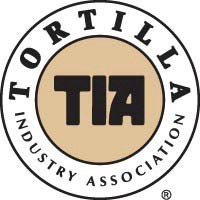 TORTILLA
TIA
INDUSTRY ASSOCIATION
®